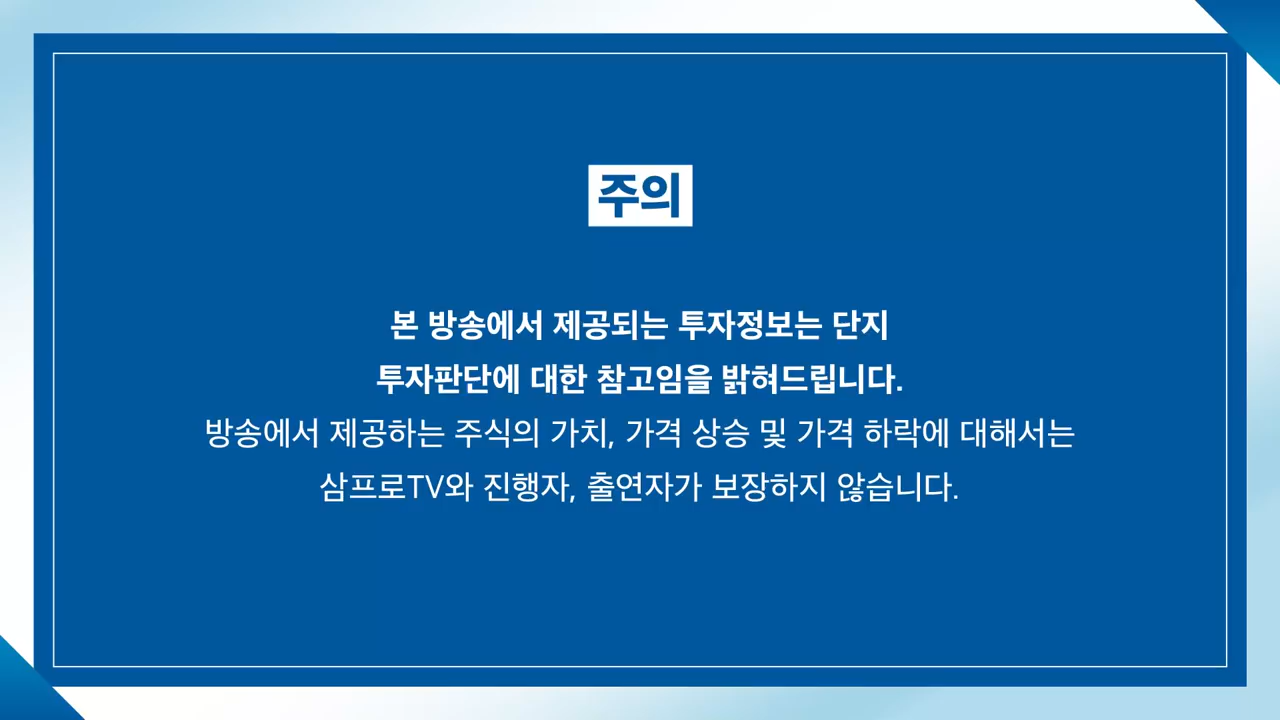 주의
본 방송에서 제공되는 투자정보는 단지
투자판단에 대한 참고임을 밝혀드립니다.
방송에서 제공하는 주식의 가치, 가격 상승 및 가격 하락에 대해서는
삼프로TV와 진행자, 출연자가 보장하지 않습니다.